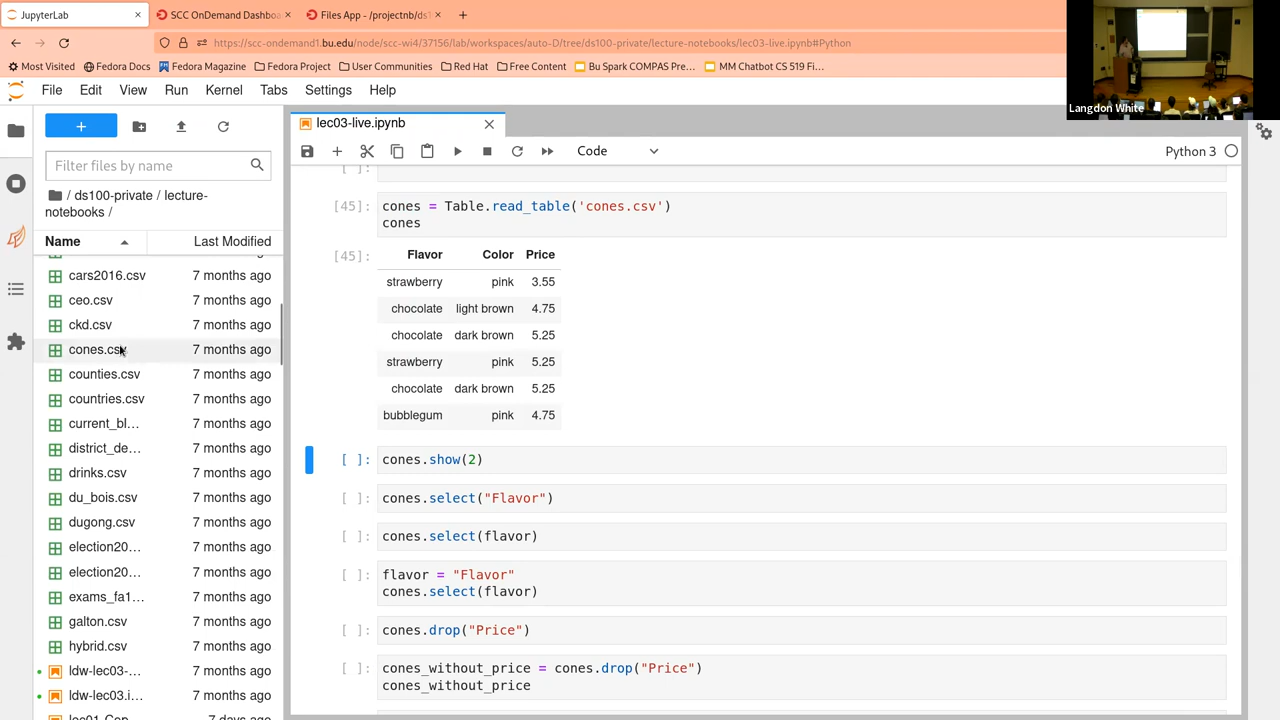 JupyterLab
SCC OnDemand Dashbo
Files App - /projectnb/ds1
https://scc-ondemand1.bu.edu/node/scc-wi4/37156/lab/workspaces/auto-D/tree/ds100-private/lecture-notebooks/lec03-live.ipynb#Python
Most Visited
Fedora Docs
Fedora Magazine
Fedora Project
User Communities
Red Hat
Free Content
Bu Spark COMPAS Pre…
MM Chatbot CS 519 Fi…
Langdon White
File Edit View Run Kernel Tabs Settings Help
Filter files by name
/ ds100-private / lecture-
notebooks /
Name Last Modified
cars2016.csv 7 months ago
ceo.csv 7 months ago
ckd.csv 7 months ago
cones.csv 7 months ago
counties.csv 7 months ago
countries.csv 7 months ago
current_bl… 7 months ago
district_de… 7 months ago
drinks.csv 7 months ago
du_bois.csv 7 months ago
dugong.csv 7 months ago
election20… 7 months ago
election20… 7 months ago
exams_fa1… 7 months ago
galton.csv 7 months ago
hybrid.csv 7 months ago
ldw-lec03-… 7 months ago
ldw-lec03.i… 7 months ago
lec01-Cop 7 days ago
lec03-live.ipynb
Code
Python 3
[ ]:
[45]: cones = Table.read_table('cones.csv')
cones
[45]: Flavor Color Price
strawberry pink 3.55
chocolate light brown 4.75
chocolate dark brown 5.25
strawberry pink 5.25
chocolate dark brown 5.25
bubblegum pink 4.75
[ ]: cones.show(2)
[ ]: cones.select("Flavor")
[ ]: cones.select(flavor)
[ ]: flavor = "Flavor"
cones.select(flavor)
[ ]: cones.drop("Price")
[ ]: cones_without_price = cones.drop("Price")
cones_without_price